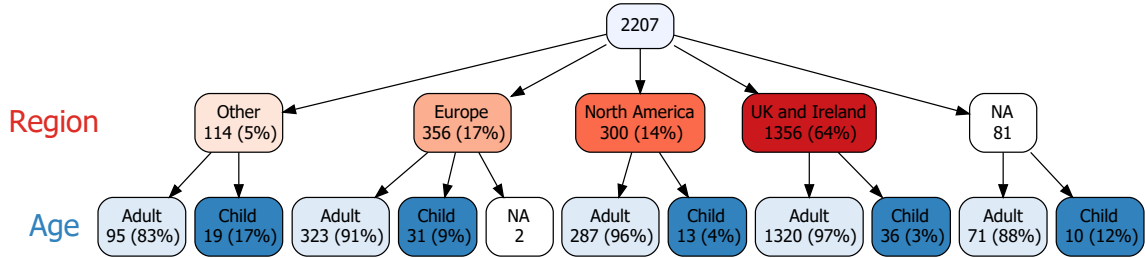 2207
Region
Other
114 (5%)
Europe
356 (17%)
North America
300 (14%)
UK and Ireland
1356 (64%)
NA
81
Age
Adult
95 (83%)
Child
19 (17%)
Adult
323 (91%)
Child
31 (9%)
NA
2
Adult
287 (96%)
Child
13 (4%)
Adult
1320 (97%)
Child
36 (3%)
Adult
71 (88%)
Child
10 (12%)